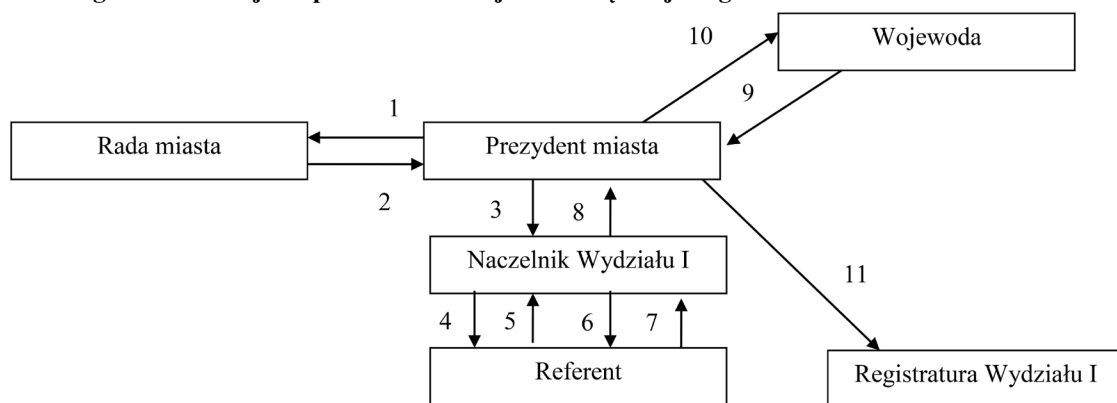 10
Wojewoda
9
1
Rada miasta
Prezydent miasta
2
3
8
Naczelnik Wydziału I
11
4
5
6
7
Referent
Registratura Wydziału I